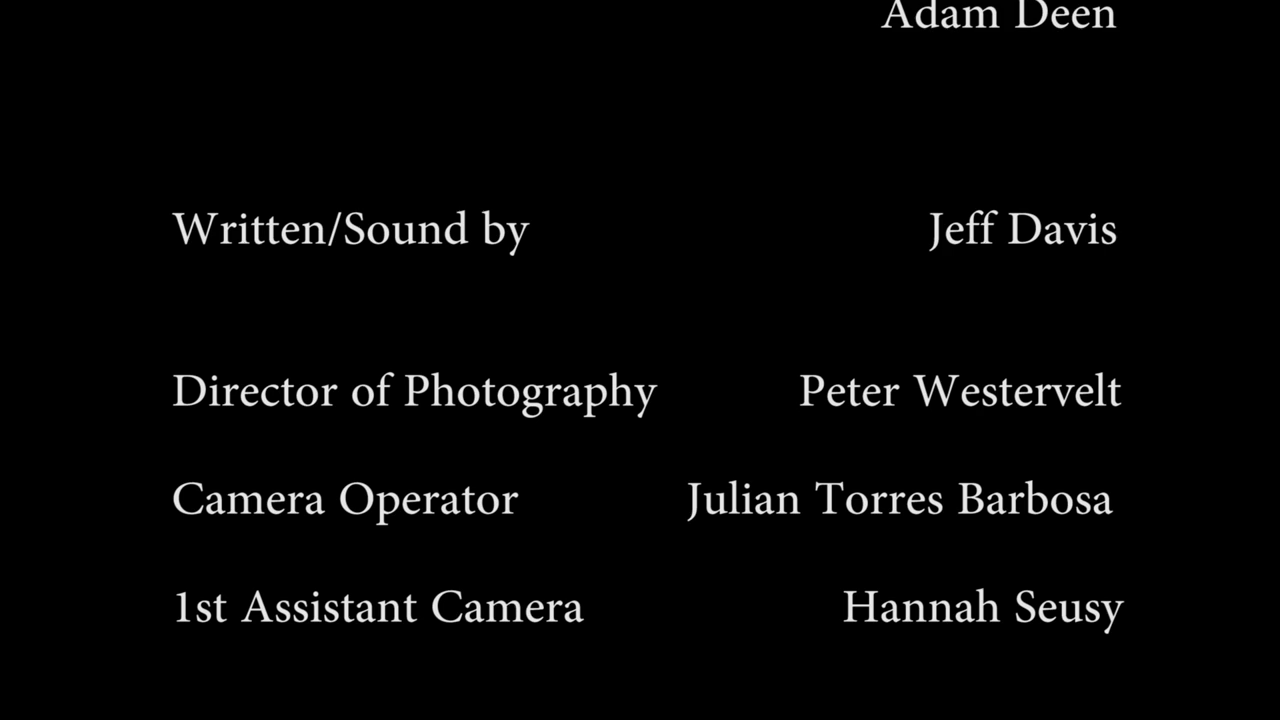 Adam Deen
Written/Sound by Jeff Davis
Director of Photography Peter Westervelt
Camera Operator Julian Torres Barbosa
1st Assistant Camera Hannah Seusy